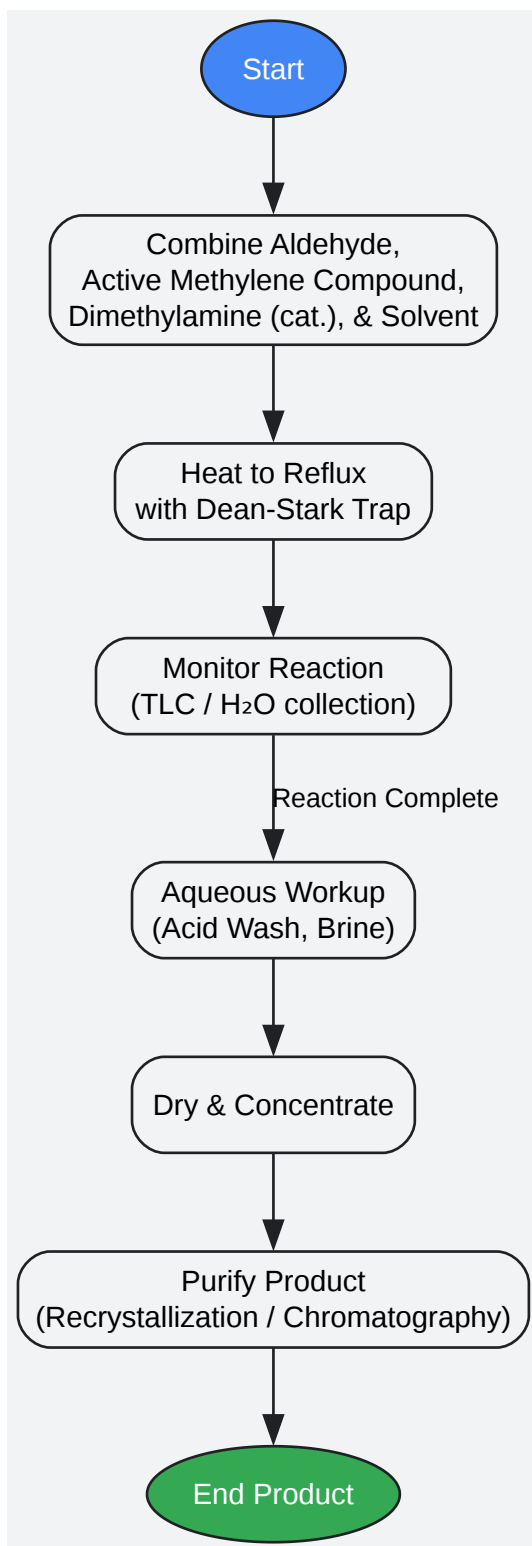 Start
Combine Aldehyde,
Active Methylene Compound,
Dimethylamine (cat.), & Solvent
Heat to Reflux
with Dean-Stark Trap
Monitor Reaction
(TLC / H₂O collection)
Reaction Complete
Aqueous Workup
(Acid Wash, Brine)
Dry & Concentrate
Purify Product
(Recrystallization / Chromatography)
End Product